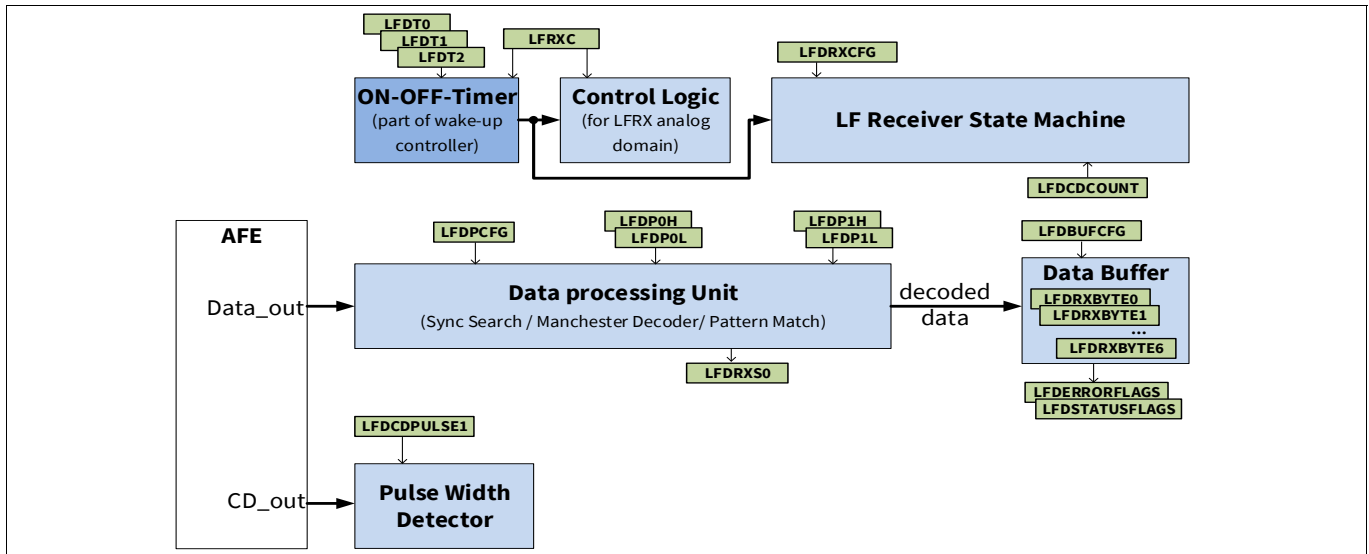 LFDT0
LFDT1
LFDT2
LFRXC
LFDRXCFG
ON-OFF-Timer
(part of wake-up
controller)
Control Logic
(for LFRX analog
domain)
LF Receiver State Machine
LFDCDCOUNT
AFE
Data_out
CD_out
LFDPCFG
LFDP0H
LFDP0L
LFDP1H
LFDP1L
Data processing Unit
(Sync Search / Manchester Decoder/ Pattern Match)
LFDRXS0
decoded
data
LFDBUFCFG
Data Buffer
LFDRXBYTE0
LFDRXBYTE1
...
LFDRXBYTE6
LFDERRORFLAGS
LFDSTATUSFLAGS
LFDCDPULSE1
Pulse Width
Detector